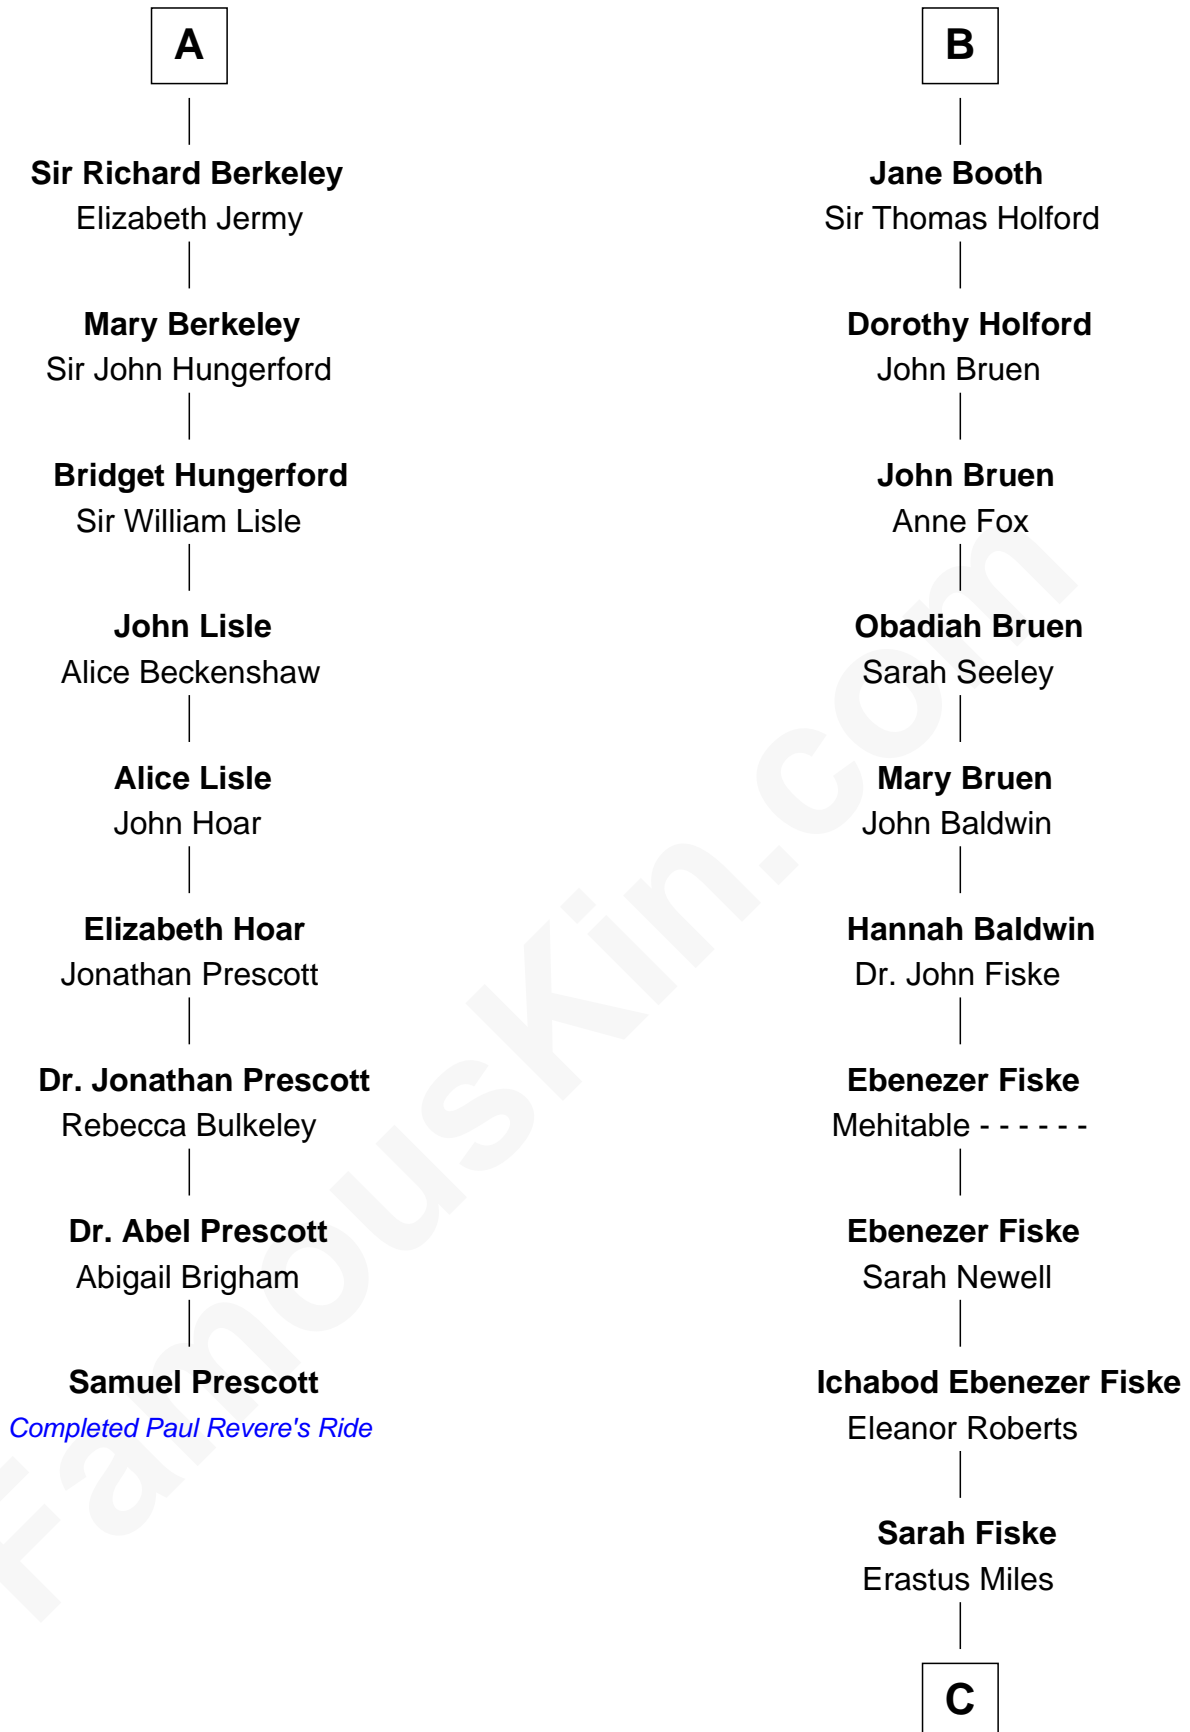 A
Sir Richard Berkeley
Elizabeth Jermy
Mary Berkeley
Sir John Hungerford
Bridget Hungerford
Sir William Lisle
John Lisle
Alice Beckenshaw
Alice Lisle
John Hoar
Elizabeth Hoar
Jonathan Prescott
Dr. Jonathan Prescott
Rebecca Bulkeley
Dr. Abel Prescott
Abigail Brigham
Samuel Prescott
Completed Paul Revere's Ride
B
Jane Booth
Sir Thomas Holford
Dorothy Holford
John Bruen
John Bruen
Anne Fox
Obadiah Bruen
Sarah Seeley
Mary Bruen
John Baldwin
Hannah Baldwin
Dr. John Fiske
Ebenezer Fiske
Mehitable - - - - - -
Ebenezer Fiske
Sarah Newell
Ichabod Ebenezer Fiske
Eleanor Roberts
Sarah Fiske
Erastus Miles
C
FamousKin.com